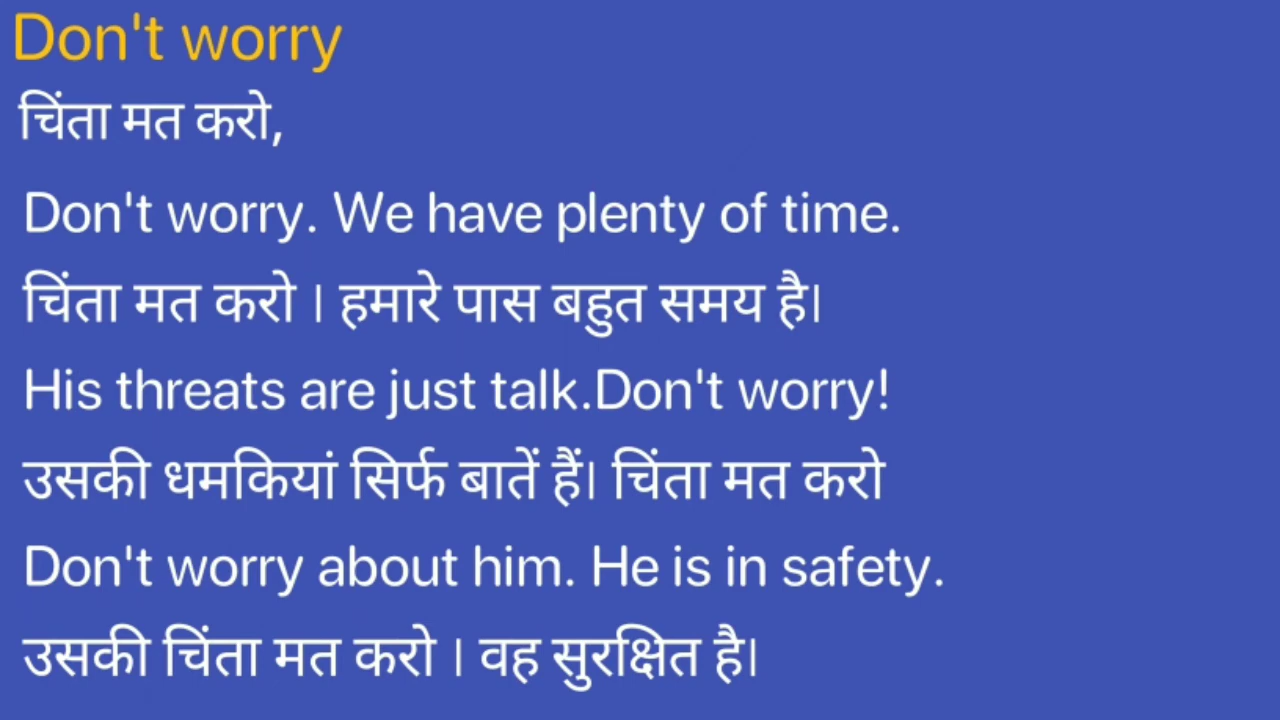 Don't worry
चिंता मत करो,
Don't worry. We have plenty of time.
चिंता मत करो । हमारे पास बहुत समय है।
His threats are just talk.Don't worry!
उसकी धमकियां सिर्फ बातें हैं। चिंता मत करो
Don't worry about him. He is in safety.
उसकी चिंता मत करो । वह सुरक्षित है।